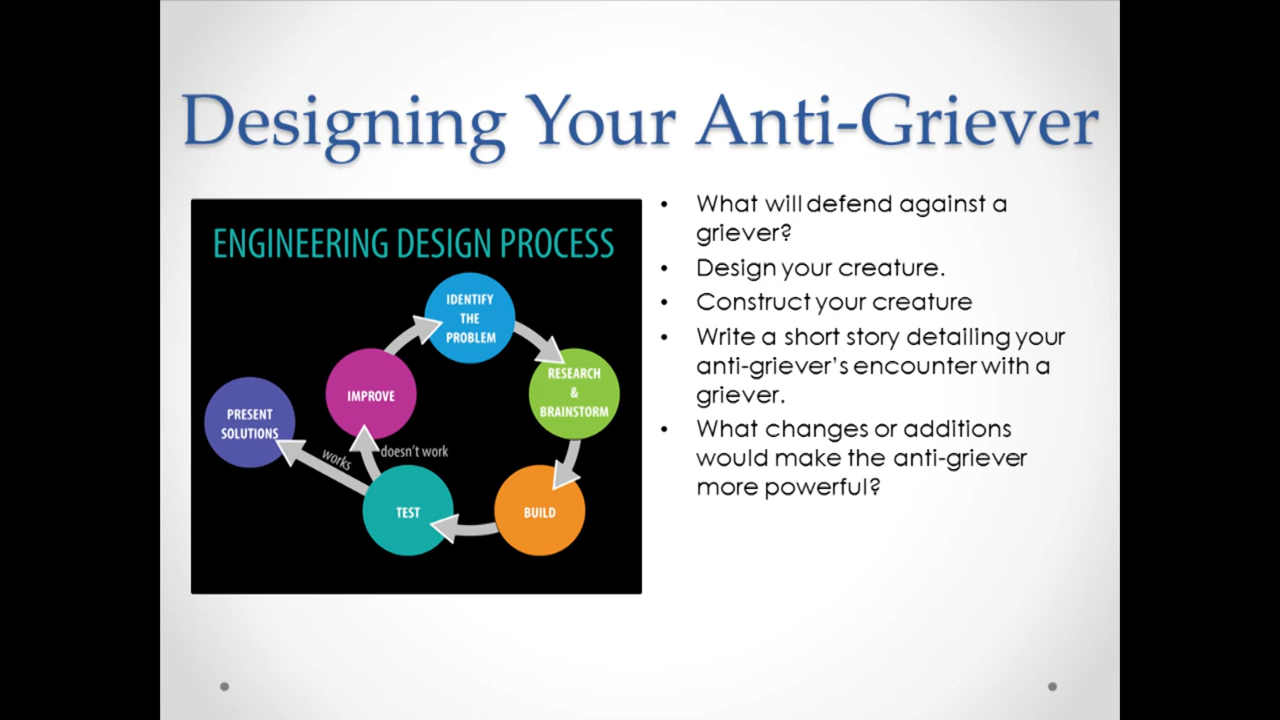 Designing Your Anti-Griever
ENGINEERING DESIGN PROCESS
IDENTIFY
THE
PROBLEM
RESEARCH
&
BRAINSTORM
BUILD
TEST
doesn't work
IMPROVE
works
PRESENT
SOLUTIONS
• What will defend against a
griever?
• Design your creature.
• Construct your creature
• Write a short story detailing your
anti-griever's encounter with a
griever.
• What changes or additions
would make the anti-griever
more powerful?